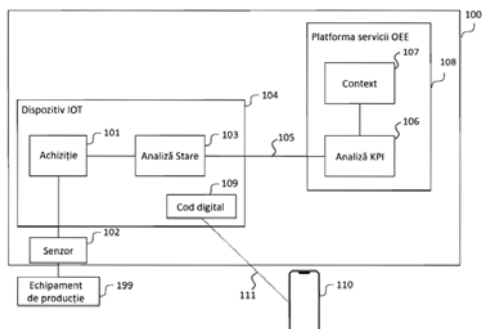 100
Platforma servicii OEE
107
108
Context
104
Dispozitiv IOT
101
103
105
106
Achiziție
Analiză Stare
Analiză KPI
109
Cod digital
102
Senzor
Echipament
de producție
199
111
110